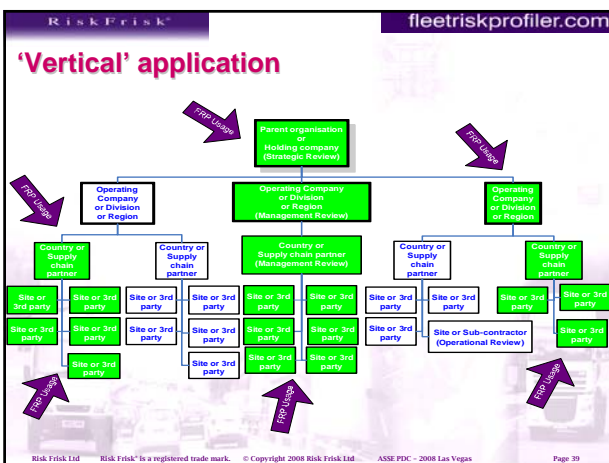 RiskFrisk®
fleetriskprofiler.com
'Vertical' application
FRP Usage
FRP Usage
FRP Usage
Parent organisation
or
Holding company
(Strategic Review)
Operating
Company
or Division
or Region
Operating Company
or Division
or Region
(Management Review)
Operating
Company
or Division
or Region
Country or
Supply
chain
partner
Country or
Supply
chain
partner
Country or
Supply chain partner
(Management Review)
Country or
Supply
chain
partner
Country or
Supply
chain
partner
Site or
3rd party
Site or 3rd
party
Site or 3rd
party
Site or 3rd
party
Site or 3rd
party
Site or 3rd
party
Site or 3rd
party
Site or 3rd
party
Site or 3rd
party
Site or 3rd
party
Site or 3rd
party
Site or 3rd
party
Site or 3rd
party
Site or 3rd
party
Site or 3rd
party
Site or 3rd
party
Site or 3rd
party
Site or 3rd
party
Site or Sub-contractor
(Operational Review)
Site or 3rd
party
Site or 3rd
party
Site or 3rd
party
Site or 3rd
party
Site or 3rd
party
FRP Usage
FRP Usage
FRP Usage
Risk Frisk Ltd Risk Frisk® is a registered trade mark. © Copyright 2008 Risk Frisk Ltd ASSE PDC – 2008 Las Vegas Page 39